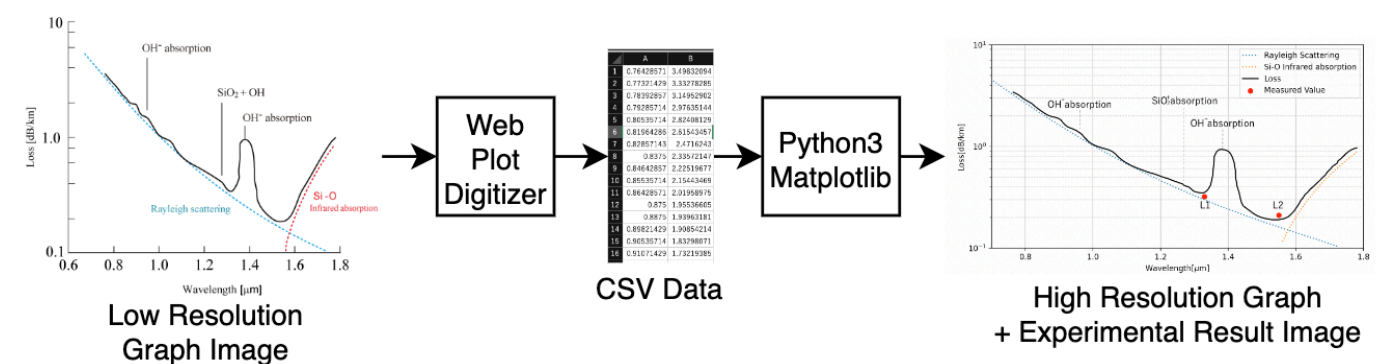 10
1.0
0.1
0.6
0.8
1.0
1.2
1.4
1.6
1.8
Loss [dB/km]
Wavelength [μm]
OH⁻ absorption
SiO₂ + OH
OH⁻ absorption
Rayleigh scattering
Si - O
Infrared absorption
Low Resolution
Graph Image
Web
Plot
Digitizer
A B
1 0.76428571 3.49832094
2 0.77321429 3.33278285
3 0.78392857 3.14952902
4 0.79285714 2.97635144
5 0.80535714 2.82408129
6 0.81964286 2.61543457
7 0.82857143 2.4716243
8 0.8375 2.33572147
9 0.84642857 2.22519677
10 0.85535714 2.15443469
11 0.86428571 2.01958975
12 0.875 1.95536605
13 0.8875 1.93963181
14 0.89821429 1.90854214
15 0.90535714 1.83298071
16 0.91071429 1.73219385
CSV Data
Python3
Matplotlib
10¹
10⁰
10⁻¹
0.8
1.0
1.2
1.4
1.6
1.8
Loss[dB/km]
Wavelength[μm]
Rayleigh Scattering
Si-O Infrared absorption
Loss
Measured Value
OH⁻absorption
OH⁻absorption
L1
L2
High Resolution Graph
+ Experimental Result Image